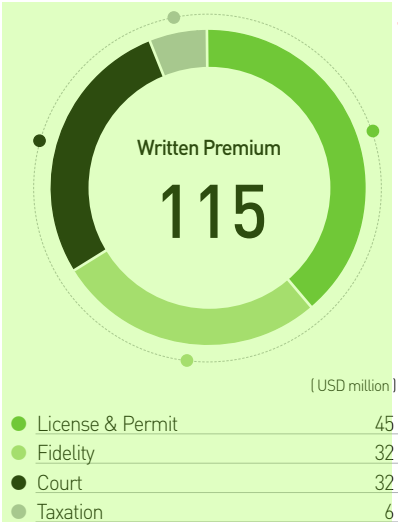 Written Premium
115
( USD million )
License & Permit 45
Fidelity 32
Court 32
Taxation 6